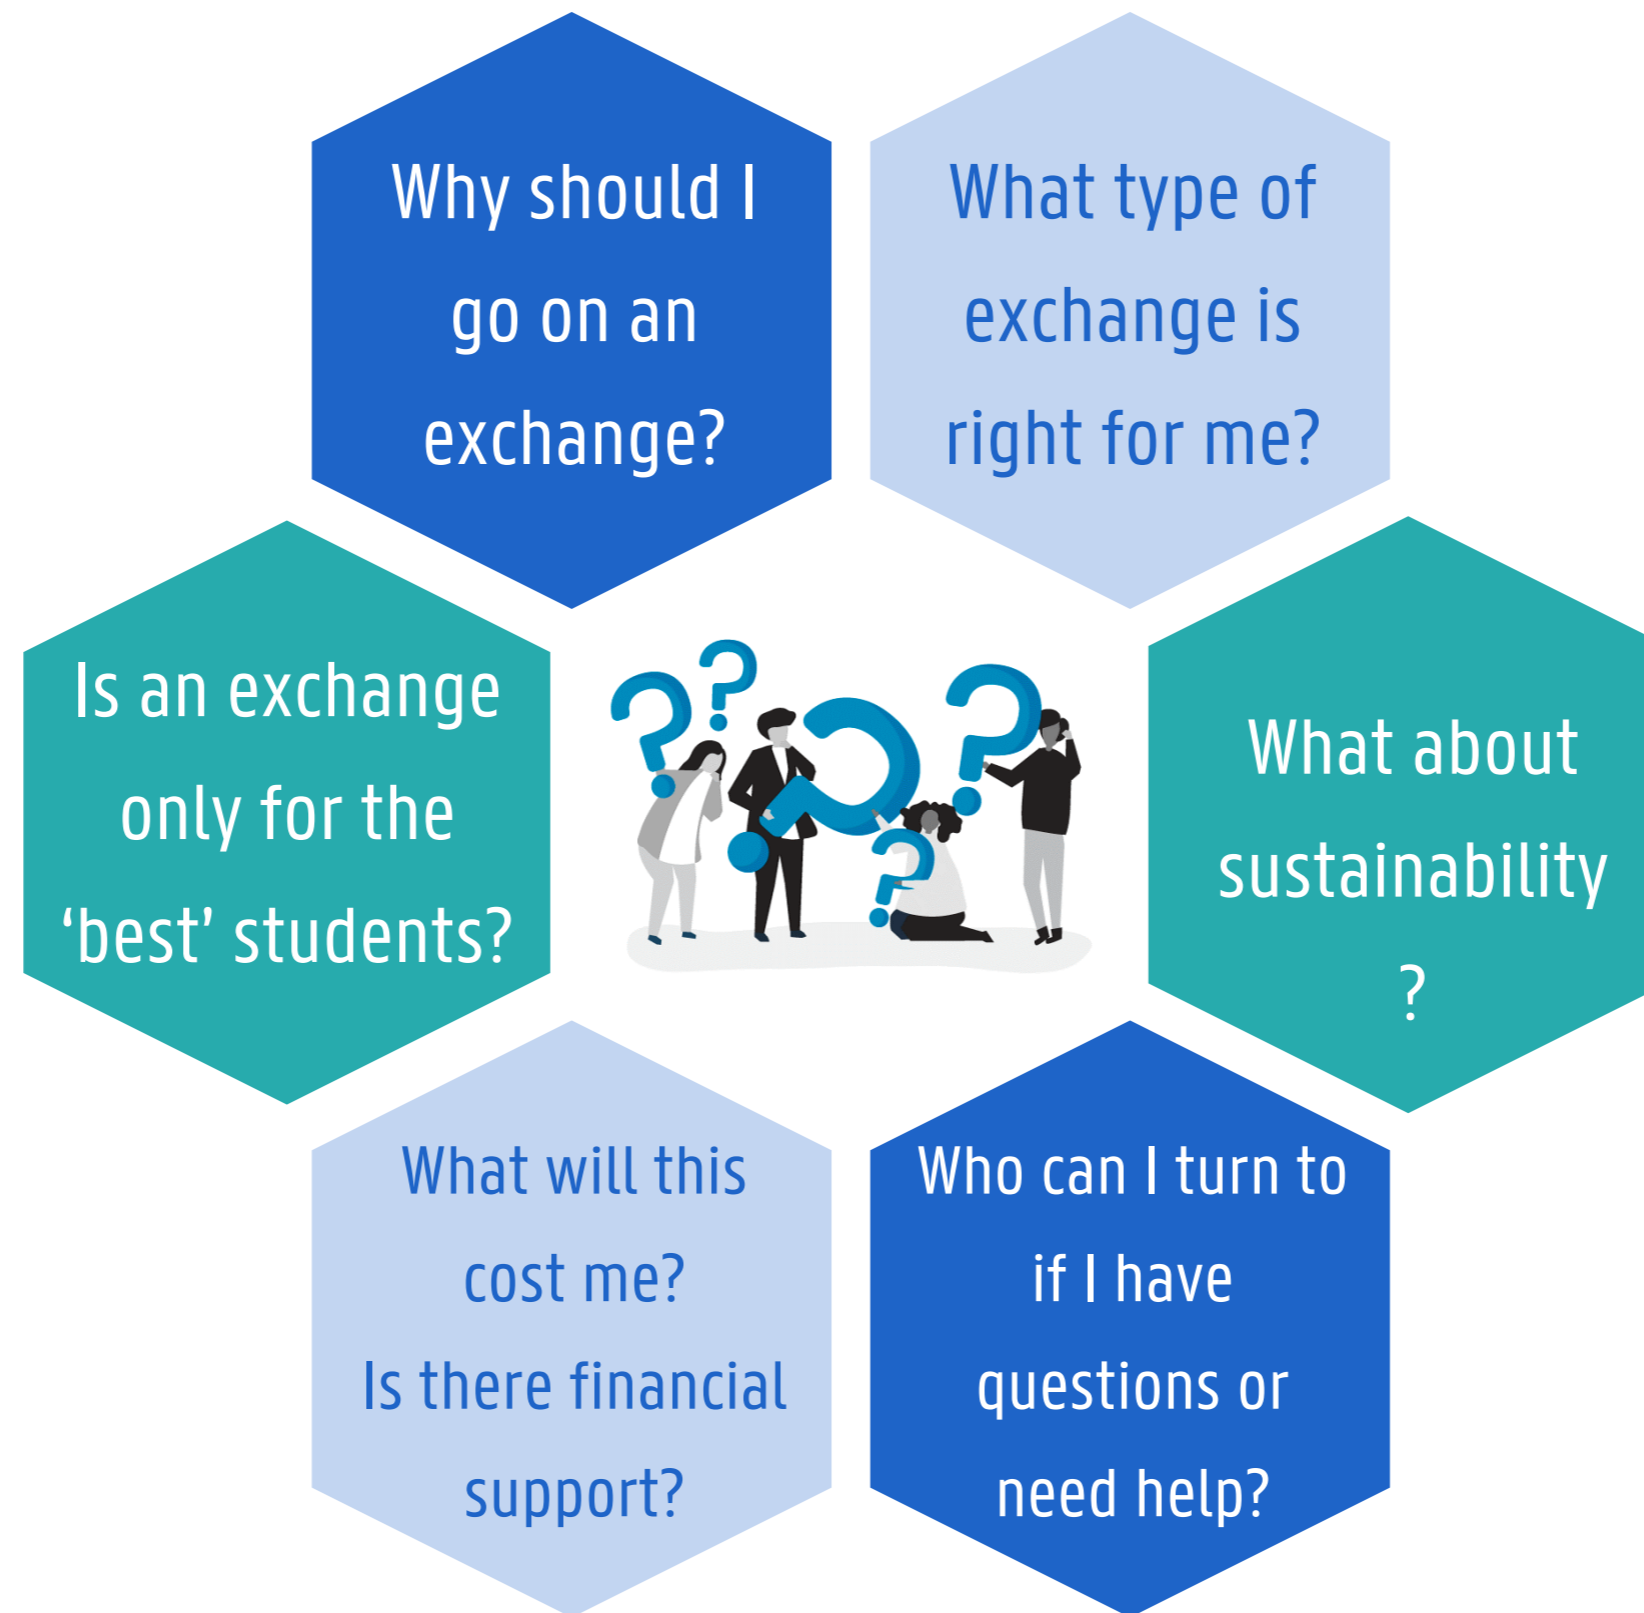 Why should I
go on an
exchange?
What type of
exchange is
right for me?
Is an exchange
only for the
‘best’ students?
What about
sustainability
?
What will this
cost me?
Is there financial
support?
Who can I turn to
if I have
questions or
need help?